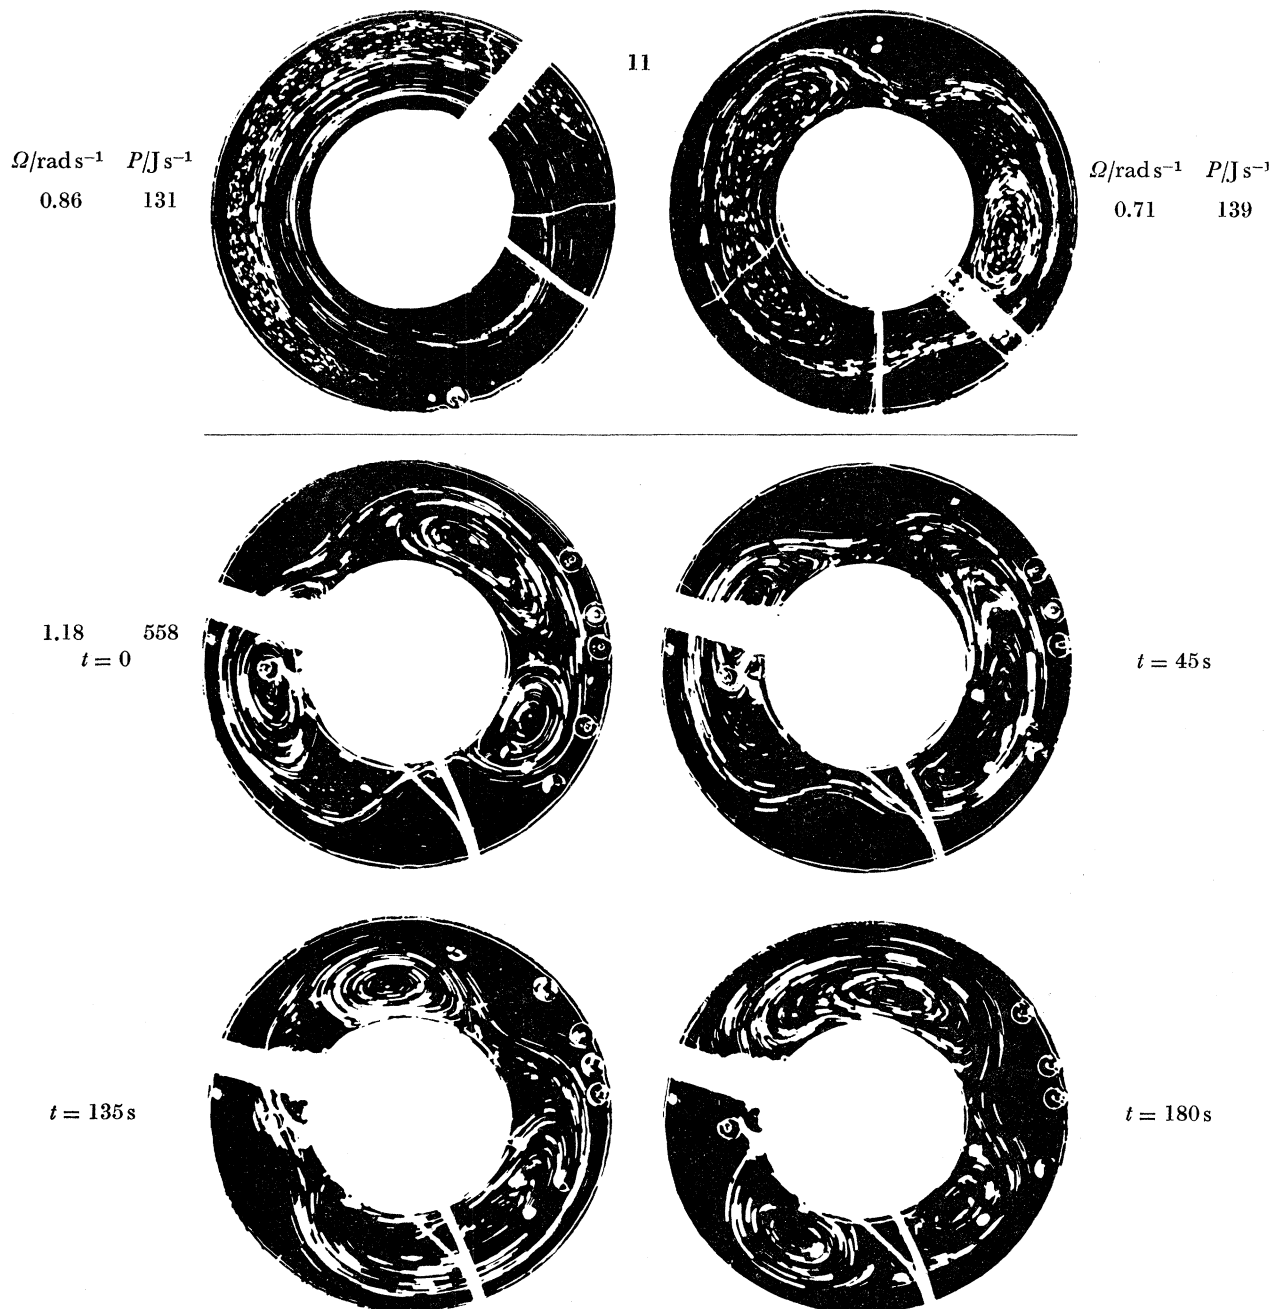 11
Ω/rad s⁻¹ P/J s⁻¹
0.86 131
Ω/rad s⁻¹ P/J s⁻¹
0.71 139
1.18 558
t = 0
t = 45 s
t = 135 s
t = 180 s